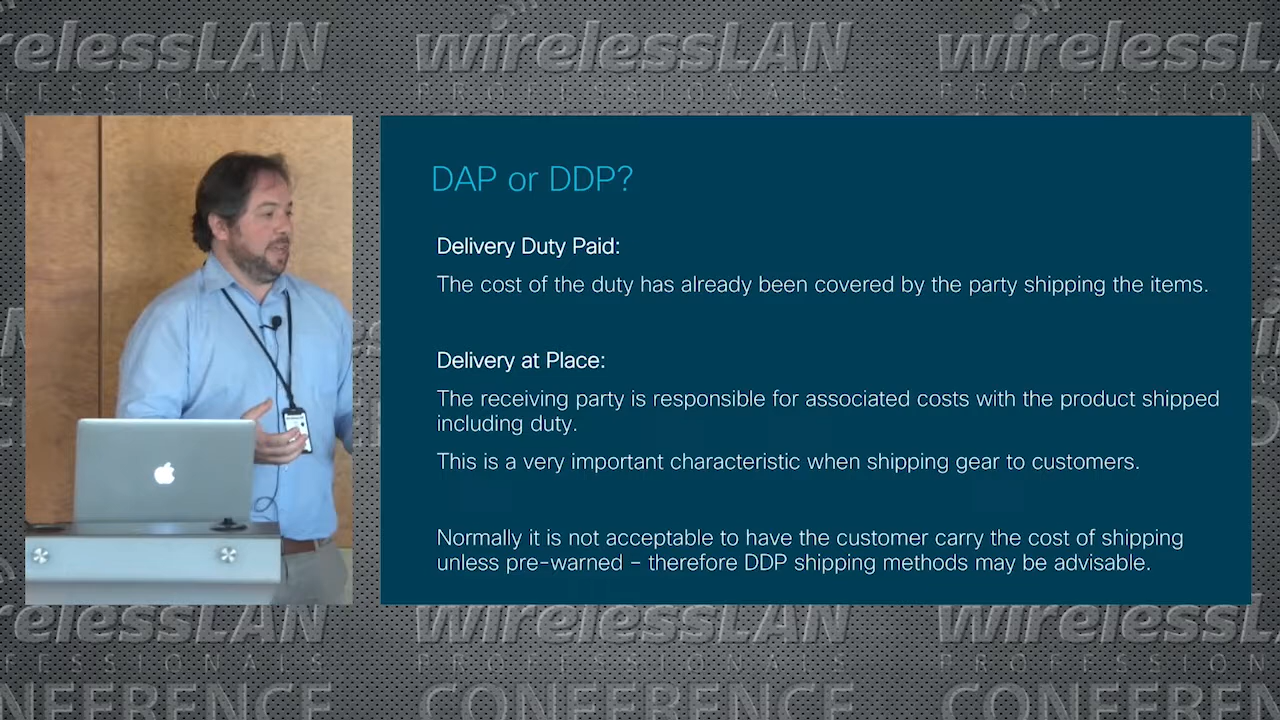 wirelessLAN
PROFESSIONALS
DAP or DDP?
Delivery Duty Paid:
The cost of the duty has already been covered by the party shipping the items.
Delivery at Place:
The receiving party is responsible for associated costs with the product shipped
including duty.
This is a very important characteristic when shipping gear to customers.
Normally it is not acceptable to have the customer carry the cost of shipping
unless pre-warned – therefore DDP shipping methods may be advisable.
wirelessLAN
PROFESSIONALS
CONFERENCE